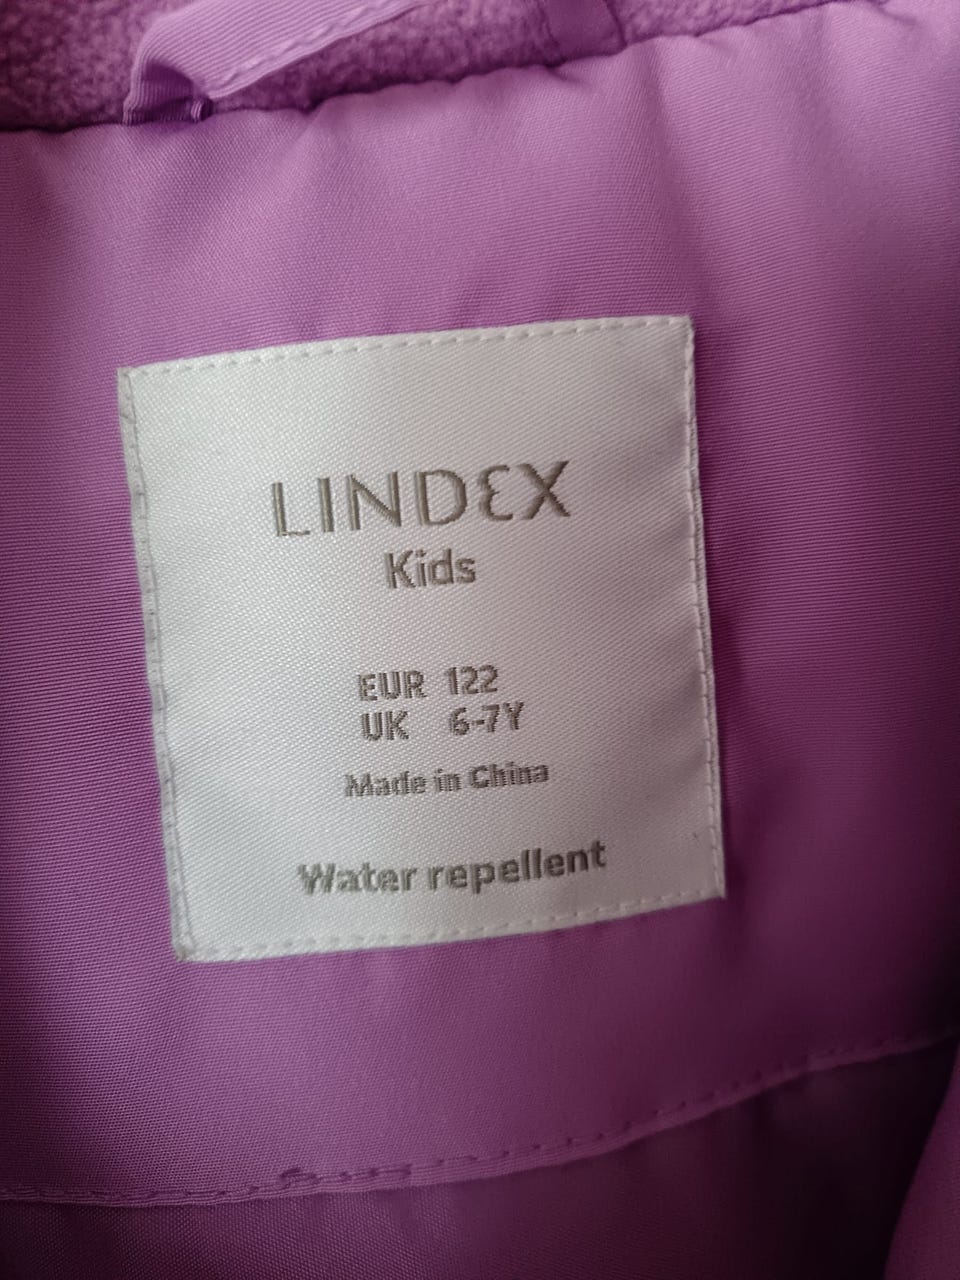 LINDEX
Kids
EUR 122
UK 6-7Y
Made in China
Water repellent